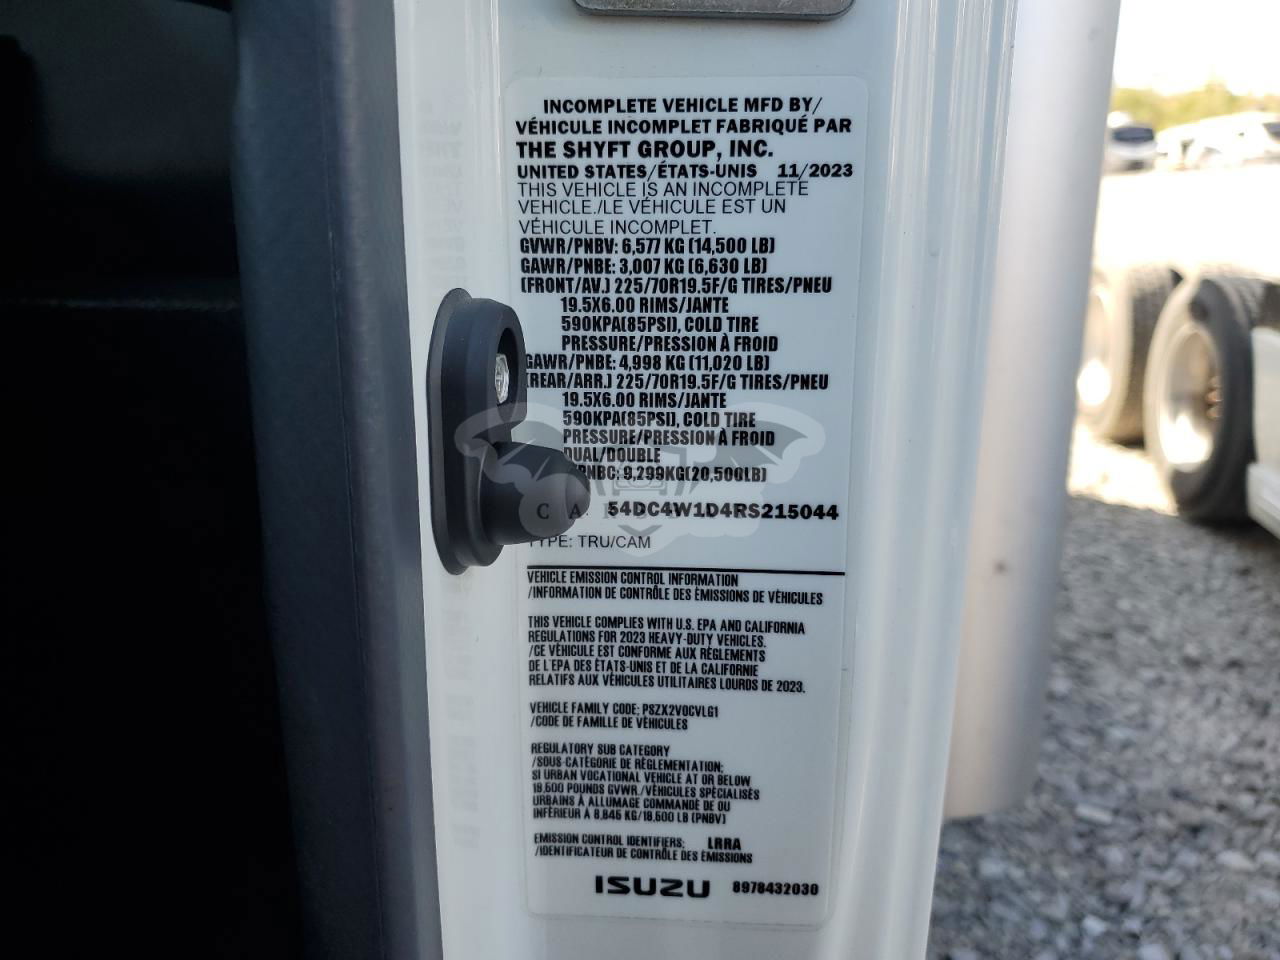 INCOMPLETE VEHICLE MFD BY/
VÉHICULE INCOMPLET FABRIQUÉ PAR
THE SHYFT GROUP, INC.
UNITED STATES/ÉTATS-UNIS 11/2023
THIS VEHICLE IS AN INCOMPLETE
VEHICLE./LE VÉHICULE EST UN
VÉHICULE INCOMPLET.
GVWR/PNBV: 6,577 KG (14,500 LB)
GAWR/PNBE: 3,007 KG (6,630 LB)
(FRONT/AV.) 225/70R19.5F/G TIRES/PNEU
19.5X6.00 RIMS/JANTE
590KPA(85PSI), COLD TIRE
PRESSURE/PRESSION À FROID
GAWR/PNBE: 4,998 KG (11,020 LB)
(REAR/ARR.) 225/70R19.5F/G TIRES/PNEU
19.5X6.00 RIMS/JANTE
590KPA(85PSI), COLD TIRE
PRESSURE/PRESSION À FROID
DUAL/DOUBLE
PNBC: 9,299KG(20,500LB)
54DC4W1D4RS215044
TYPE: TRU/CAM
VEHICLE EMISSION CONTROL INFORMATION
/INFORMATION DE CONTRÔLE DES ÉMISSIONS DE VÉHICULES
THIS VEHICLE COMPLIES WITH U.S. EPA AND CALIFORNIA
REGULATIONS FOR 2023 HEAVY-DUTY VEHICLES.
/CE VÉHICULE EST CONFORME AUX RÈGLEMENTS
DE L'EPA DES ÉTATS-UNIS ET DE LA CALIFORNIE
RELATIFS AUX VÉHICULES UTILITAIRES LOURDS DE 2023.
VEHICLE FAMILY CODE: PSZX2VOCVLG1
/CODE DE FAMILLE DE VÉHICULES
REGULATORY SUB CATEGORY
/SOUS-CATÉGORIE DE RÈGLEMENTATION:
SI URBAN VOCATIONAL VEHICLE AT OR BELOW
19,500 POUNDS GVWR./VÉHICULES SPÉCIALISÉS
URBAINS À ALLUMAGE COMMANDÉ DE OU
INFÉRIEUR À 8,845 KG/19,500 LB (PNBV)
EMISSION CONTROL IDENTIFIERS: LRRA
/IDENTIFICATEUR DE CONTRÔLE DES ÉMISSIONS
ISUZU 8978432030